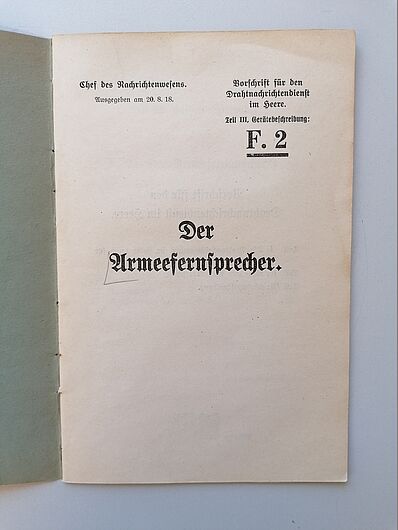 Chef des Nachrichtenwesens.
Ausgegeben am 20. 8. 18.
Vorschrift für den
Drahtnachrichtendienst
im Heere.
Teil III, Gerätebeschreibung:
F. 2
Der
Armeefernsprecher.